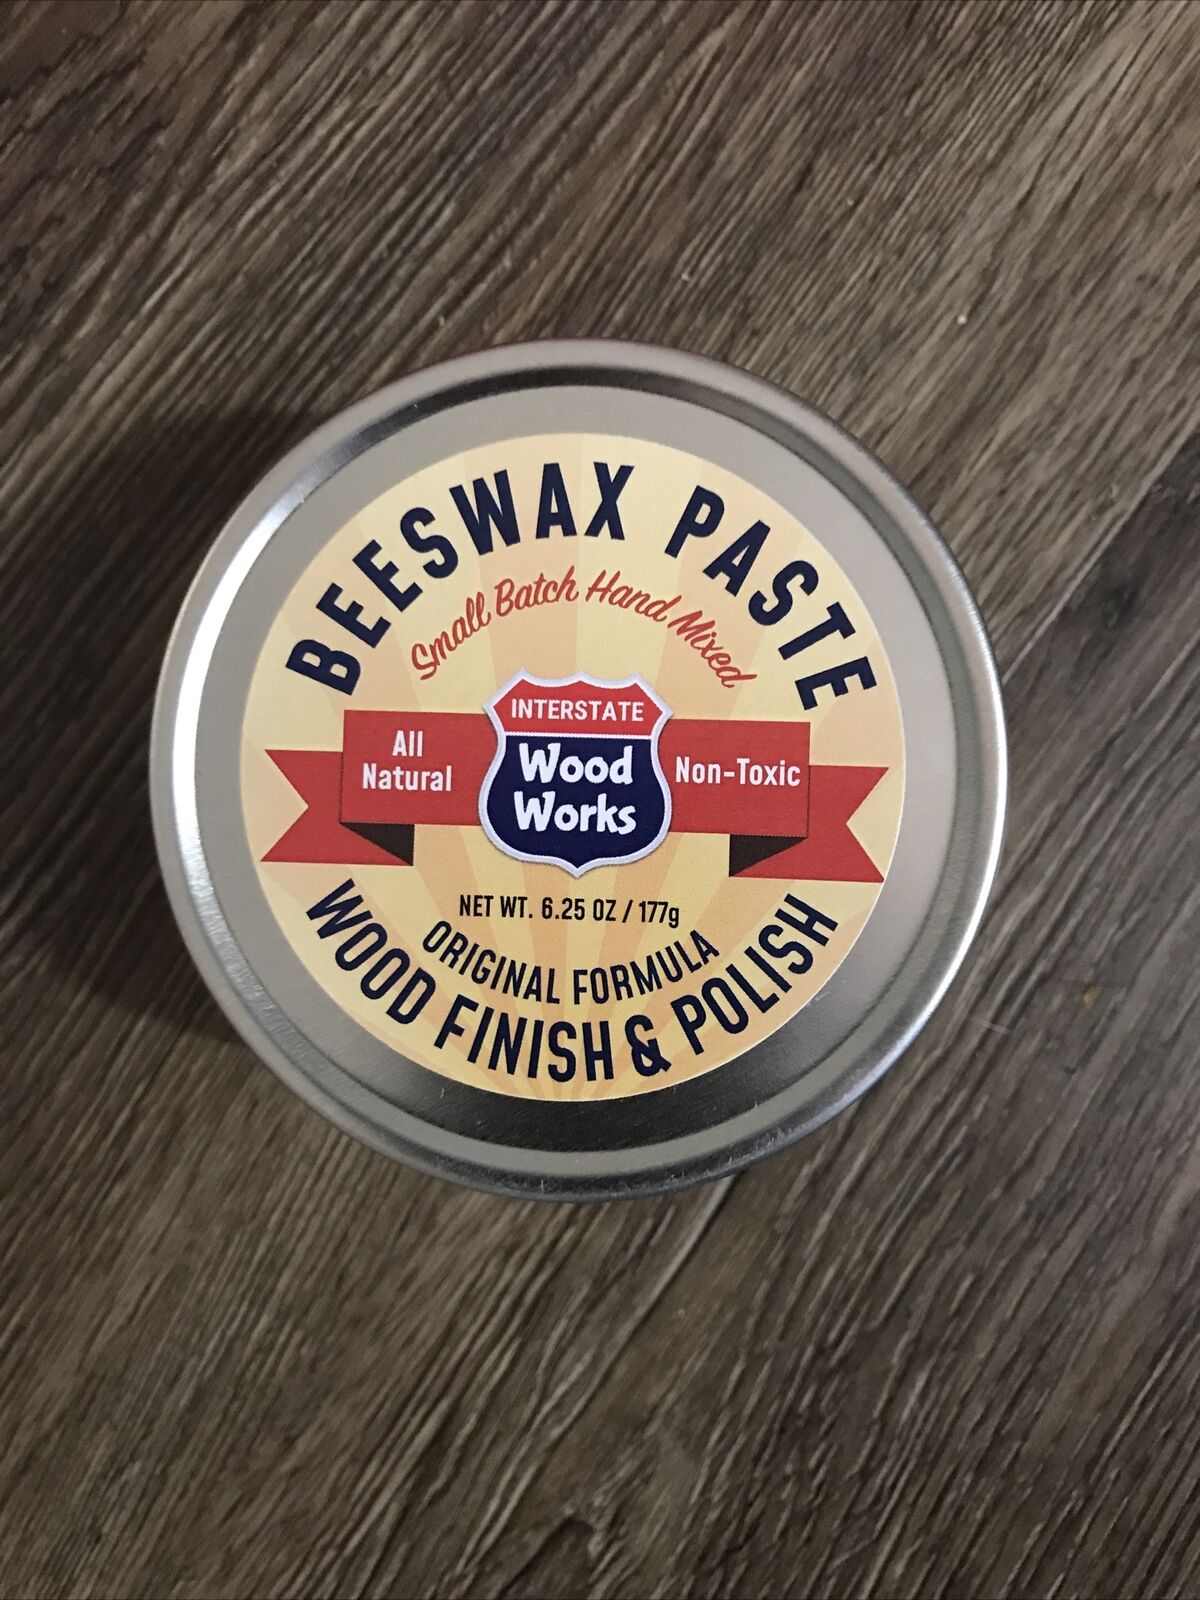 BEESWAX PASTE
Small Batch Hand Mixed
INTERSTATE
Wood
Works
All
Natural
Non-Toxic
NET WT. 6.25 OZ / 177g
ORIGINAL FORMULA
WOOD FINISH & POLISH